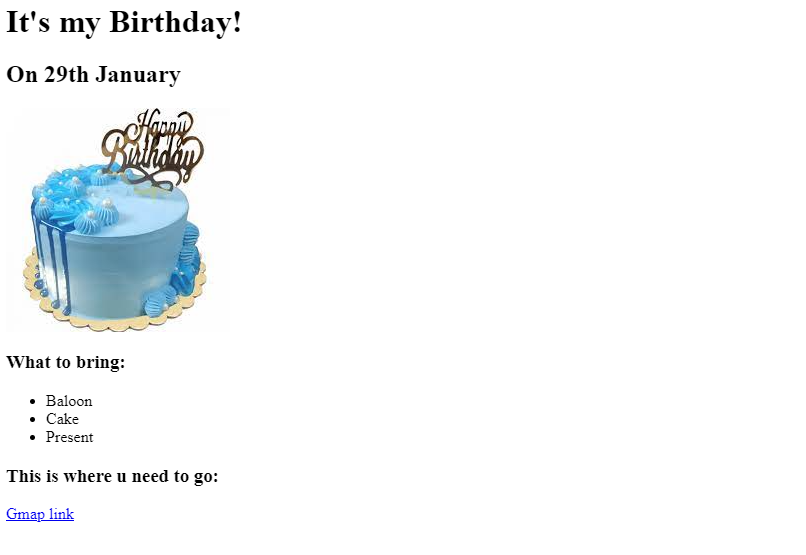 It's my Birthday!
On 29th January
Happy
Birthday
What to bring:
Baloon
Cake
Present
This is where u need to go:
Gmap link